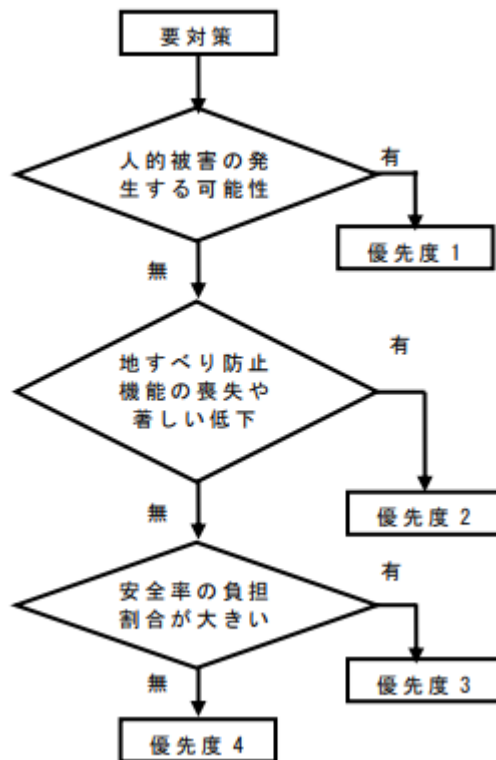 要対策
人的被害の発
生する可能性
有
優先度1
無
地すべり防止
機能の喪失や
著しい低下
有
優先度2
無
安全率の負担
割合が大きい
有
優先度3
無
優先度4